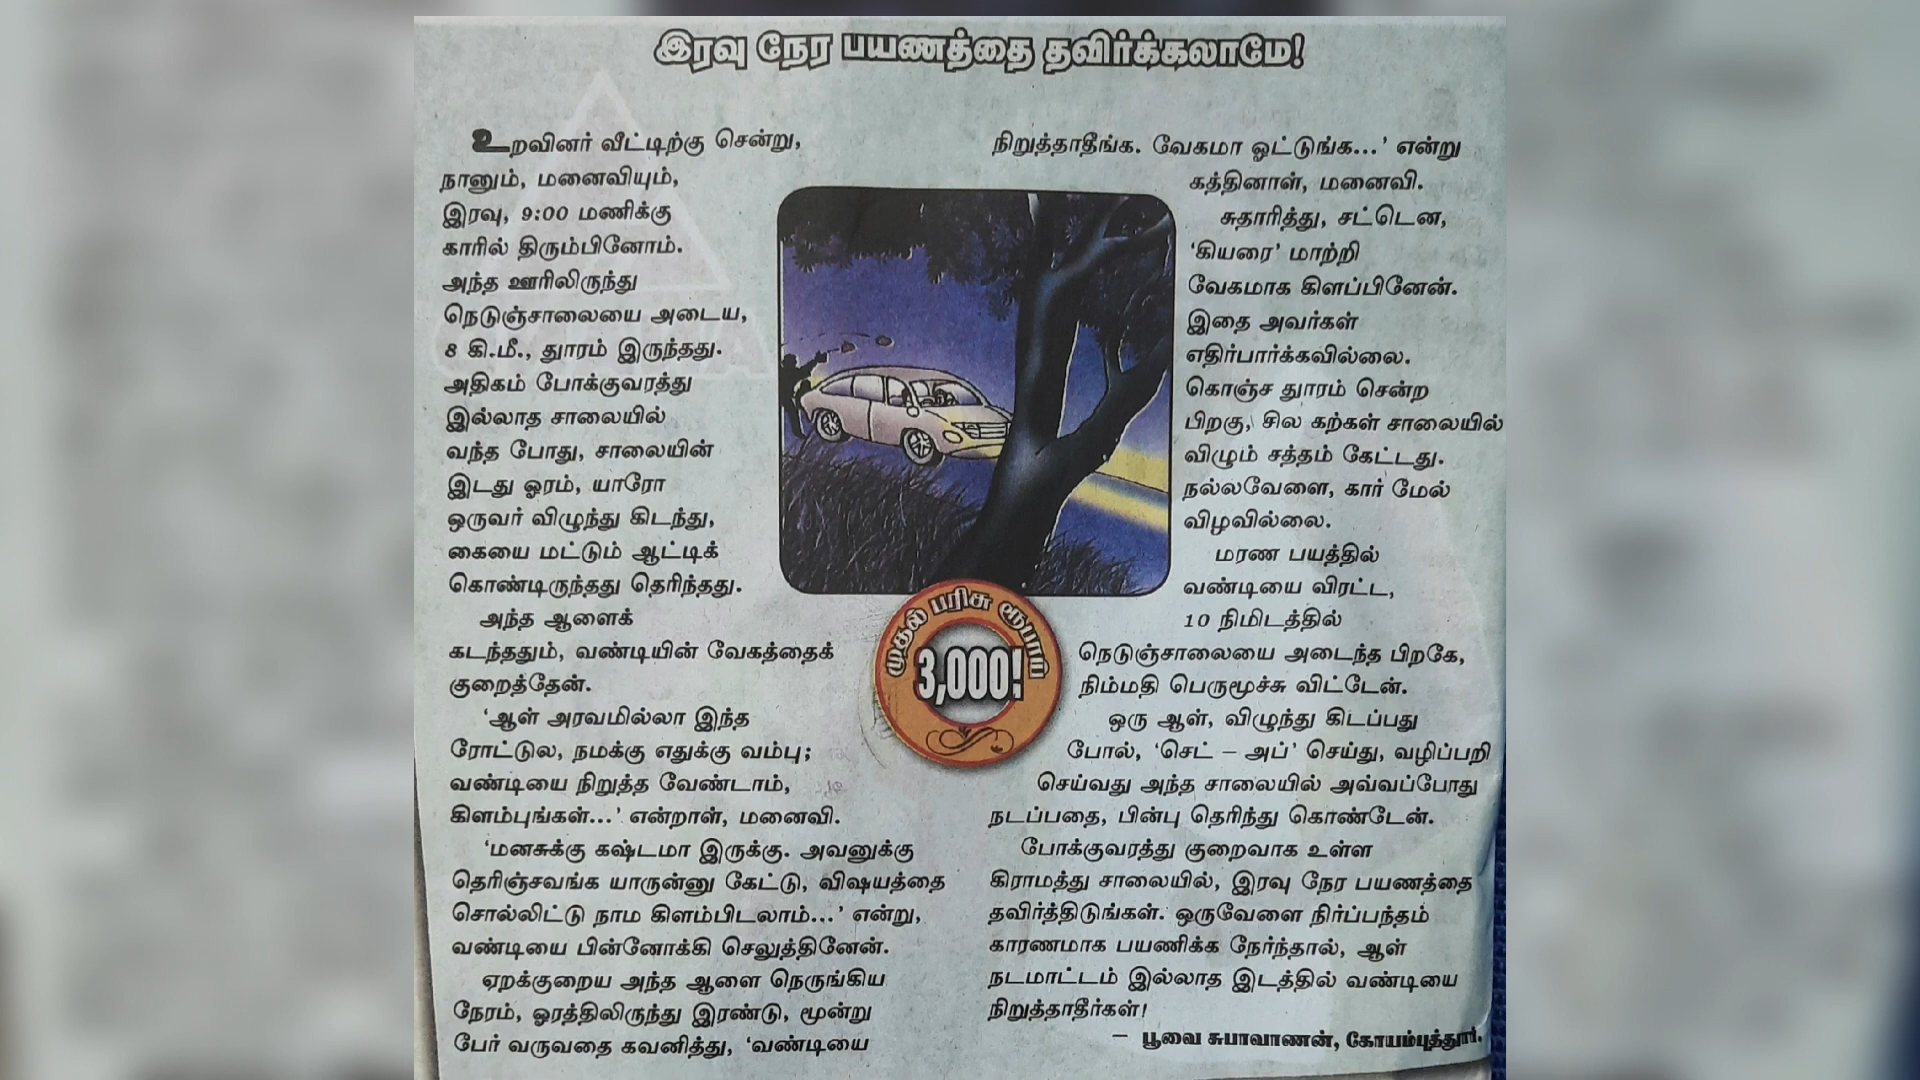 இரவு நேர பயணத்தை தவிர்க்கலாமே!
உறவினர் வீட்டிற்கு சென்று,
நானும், மனைவியும்,
இரவு, 9:00 மணிக்கு
காரில் திரும்பினோம்.
அந்த ஊரிலிருந்து
நெடுஞ்சாலையை அடைய,
8 கி.மீ., தூரம் இருந்தது.
அதிகம் போக்குவரத்து
இல்லாத சாலையில்
வந்த போது, சாலையின்
இடது ஓரம், யாரோ
ஒருவர் விழுந்து கிடந்து,
கையை மட்டும் ஆட்டிக்
கொண்டிருந்தது தெரிந்தது.
அந்த ஆளைக்
கடந்ததும், வண்டியின் வேகத்தைக்
குறைத்தேன்.
'ஆள் அரவமில்லா இந்த
ரோட்டுல, நமக்கு எதுக்கு வம்பு;
வண்டியை நிறுத்த வேண்டாம்,
கிளம்புங்கள்...' என்றாள், மனைவி.
'மனசுக்கு கஷ்டமா இருக்கு. அவனுக்கு
தெரிஞ்சவங்க யாருன்னு கேட்டு, விஷயத்தை
சொல்லிட்டு நாம கிளம்பிடலாம்...' என்று,
வண்டியை பின்னோக்கி செலுத்தினேன்.
ஏறக்குறைய அந்த ஆளை நெருங்கிய
நேரம், ஓரத்திலிருந்து இரண்டு, மூன்று
பேர் வருவதை கவனித்து, 'வண்டியை
நிறுத்தாதீங்க. வேகமா ஓட்டுங்க...' என்று
கத்தினாள், மனைவி.
சுதாரித்து, சட்டென,
'கியரை' மாற்றி
வேகமாக கிளப்பினேன்.
இதை அவர்கள்
எதிர்பார்க்கவில்லை.
கொஞ்ச தூரம் சென்ற
பிறகு, சில கற்கள் சாலையில்
விழும் சத்தம் கேட்டது.
நல்லவேளை, கார் மேல்
விழவில்லை.
மரண பயத்தில்
வண்டியை விரட்ட,
10 நிமிடத்தில்
நெடுஞ்சாலையை அடைந்த பிறகே,
நிம்மதி பெருமூச்சு விட்டேன்.
ஒரு ஆள், விழுந்து கிடப்பது
போல், 'செட் – அப்' செய்து, வழிப்பறி
செய்வது அந்த சாலையில் அவ்வப்போது
நடப்பதை, பின்பு தெரிந்து கொண்டேன்.
போக்குவரத்து குறைவாக உள்ள
கிராமத்து சாலையில், இரவு நேர பயணத்தை
தவிர்த்திடுங்கள். ஒருவேளை நிர்ப்பந்தம்
காரணமாக பயணிக்க நேர்ந்தால், ஆள்
நடமாட்டம் இல்லாத இடத்தில் வண்டியை
நிறுத்தாதீர்கள்!
– பூவை சுபாவாணன், கோயம்புத்தூர்.
முதல் பரிசு ரூபாய்
3,000!